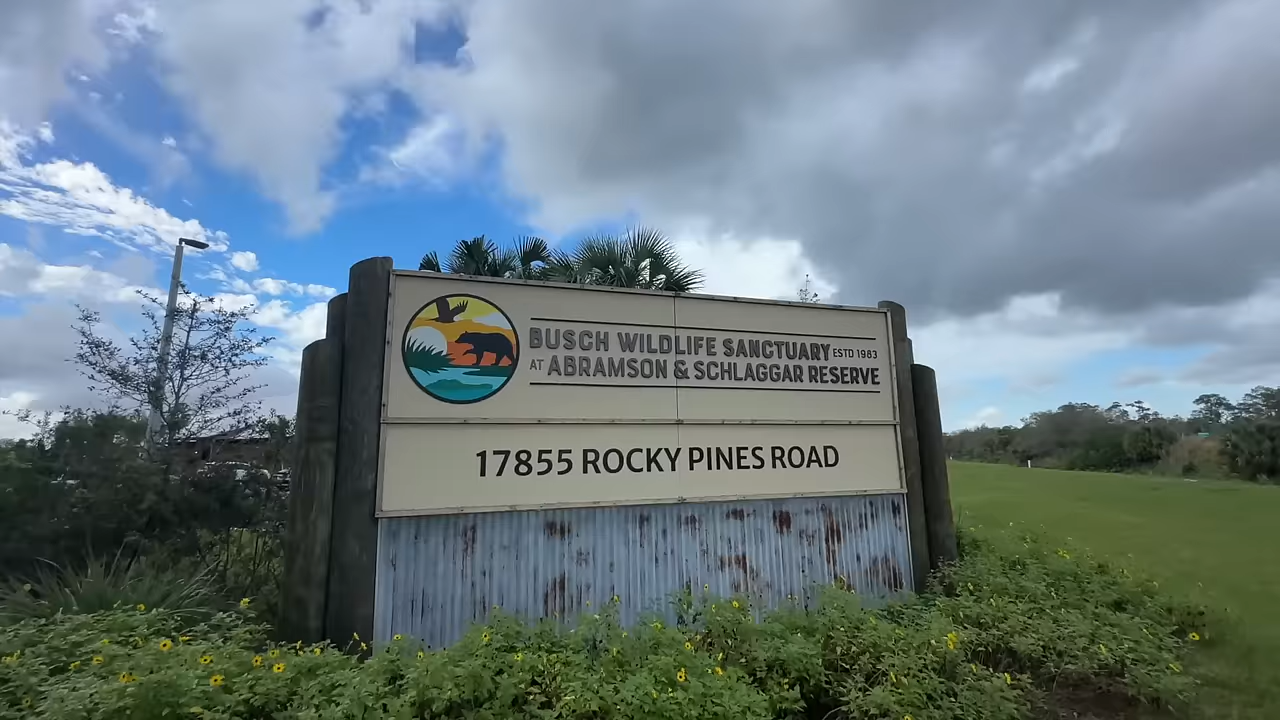 BUSCH WILDLIFE SANCTUARY ESTD 1983
AT ABRAMSON & SCHLAGGAR RESERVE
17855 ROCKY PINES ROAD